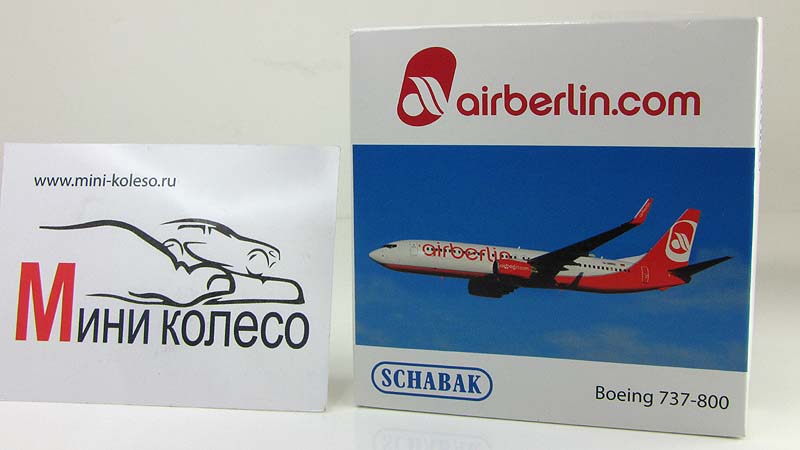 www.mini-koleso.ru
Мини колесо
airberlin.com
airberlin
SCHABAK
Boeing 737-800